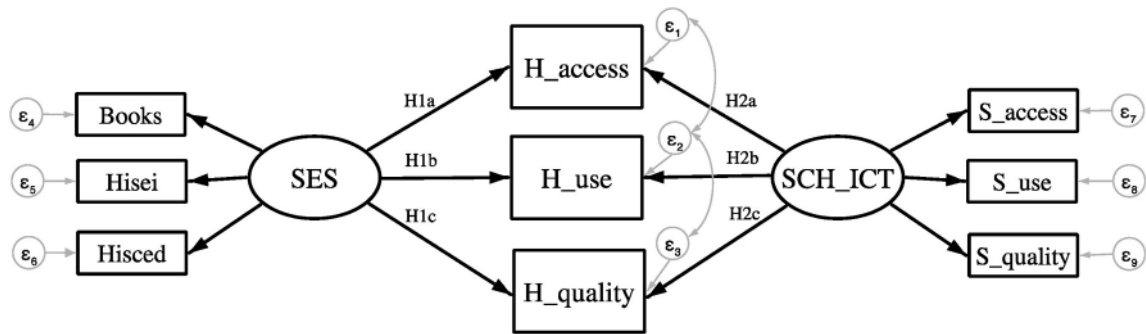 ε1
H_access
H1a
H2a
ε4
Books
S_access
ε7
ε2
H1b
H2b
ε5
Hisei
SES
H_use
SCH_ICT
S_use
ε8
H1c
H2c
ε6
Hisced
ε3
S_quality
ε9
H_quality